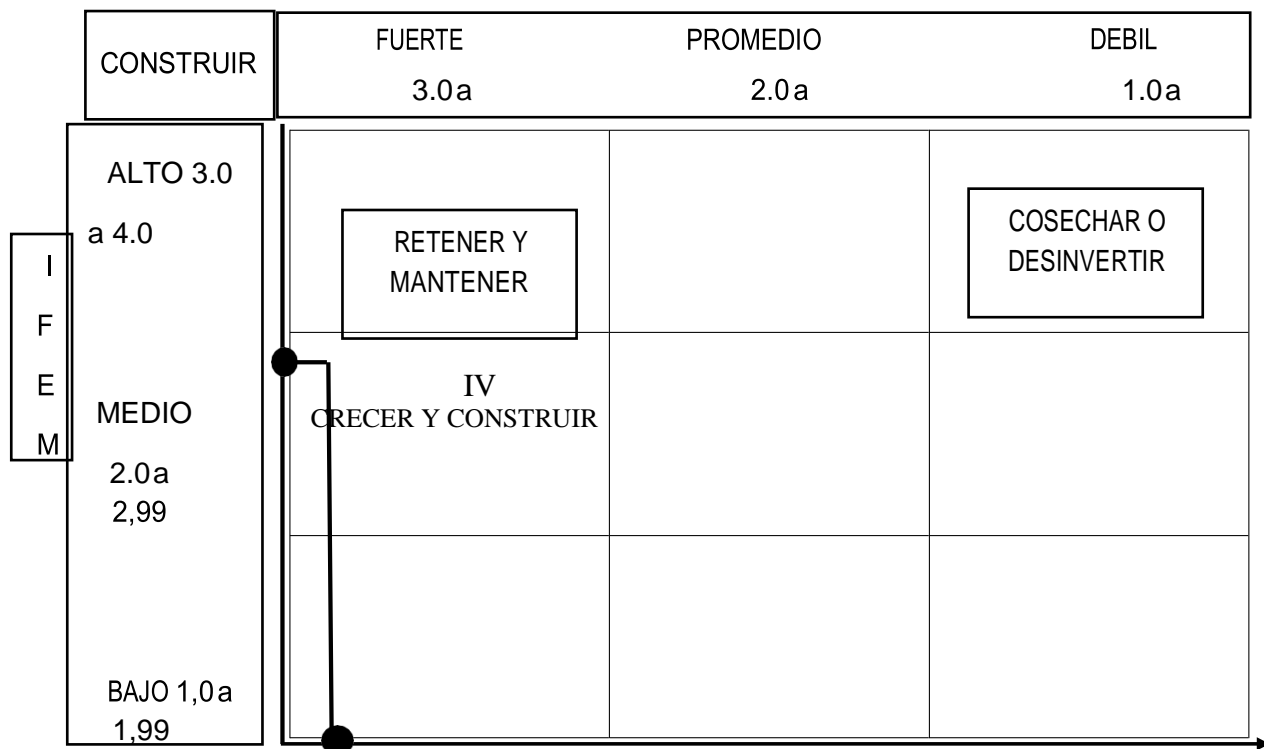 CONSTRUIR
FUERTE
PROMEDIO
DEBIL
3.0a
2.0a
1.0a
I
F
E
M
ALTO 3.0
a 4.0
MEDIO
2.0a
2,99
BAJO 1,0a
1,99
RETENER Y
MANTENER
COSECHAR O
DESINVERTIR
IV
CRECER Y CONSTRUIR